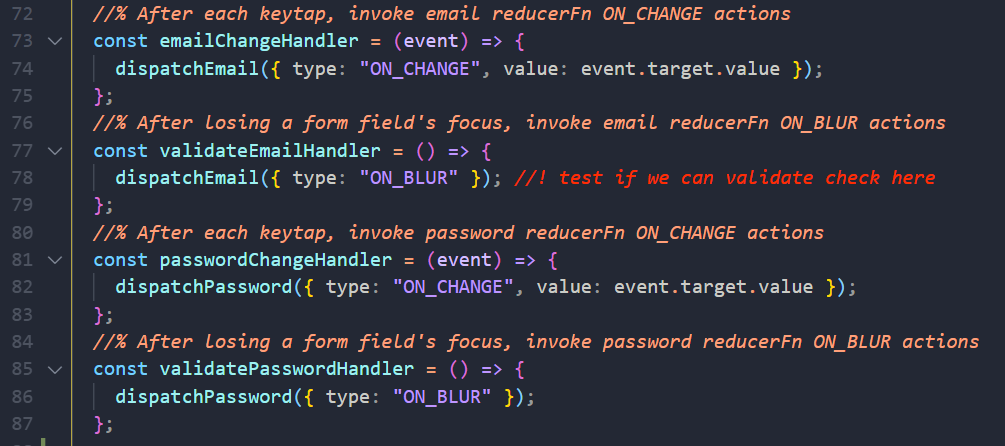 72 //% After each keytap, invoke email reducerFn ON_CHANGE actions
73 const emailChangeHandler = (event) => {
74 dispatchEmail({ type: "ON_CHANGE", value: event.target.value });
75 };
76 //% After losing a form field's focus, invoke email reducerFn ON_BLUR actions
77 const validateEmailHandler = () => {
78 dispatchEmail({ type: "ON_BLUR" }); //! test if we can validate check here
79 };
80 //% After each keytap, invoke password reducerFn ON_CHANGE actions
81 const passwordChangeHandler = (event) => {
82 dispatchPassword({ type: "ON_CHANGE", value: event.target.value });
83 };
84 //% After losing a form field's focus, invoke password reducerFn ON_BLUR actions
85 const validatePasswordHandler = () => {
86 dispatchPassword({ type: "ON_BLUR" });
87 };